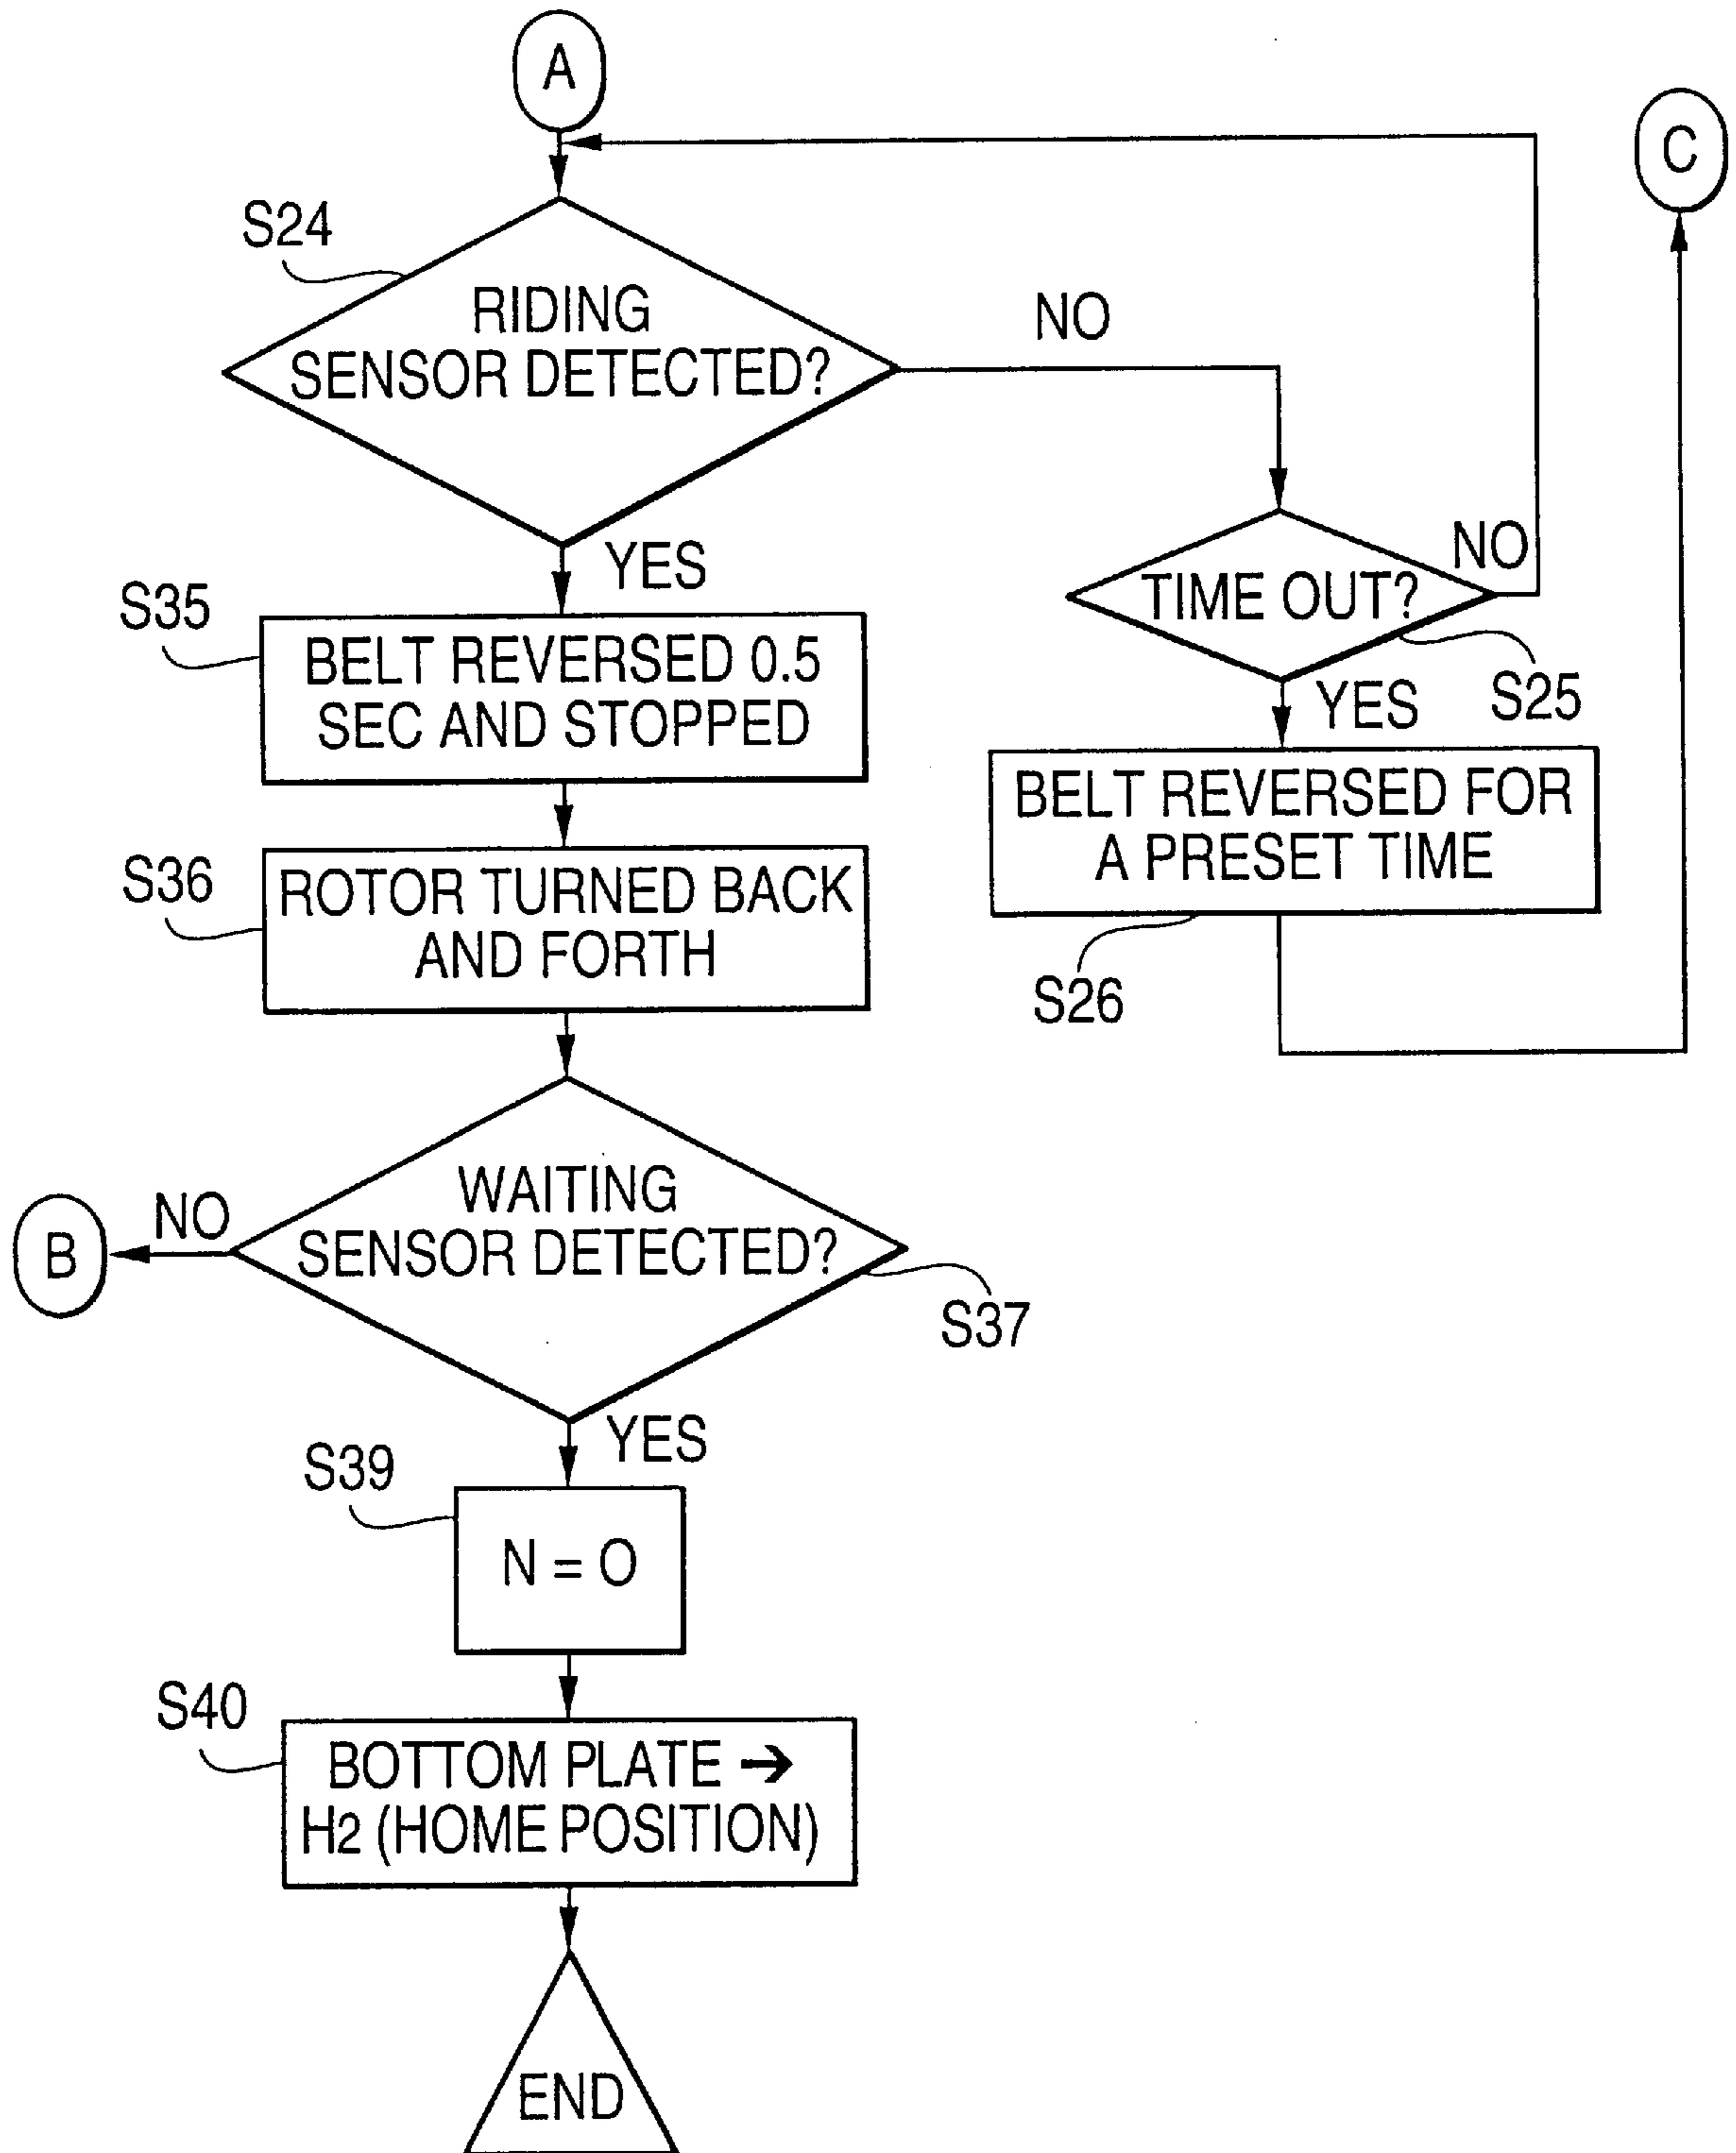 A
C
S24
RIDING
SENSOR DETECTED?
NO
YES
TIME OUT?
NO
S25
YES
S35
BELT REVERSED 0.5
SEC AND STOPPED
BELT REVERSED FOR
A PRESET TIME
S26
S36
ROTOR TURNED BACK
AND FORTH
WAITING
SENSOR DETECTED?
NO
B
S37
YES
S39
N = O
S40
BOTTOM PLATE →
H2 (HOME POSITION)
END